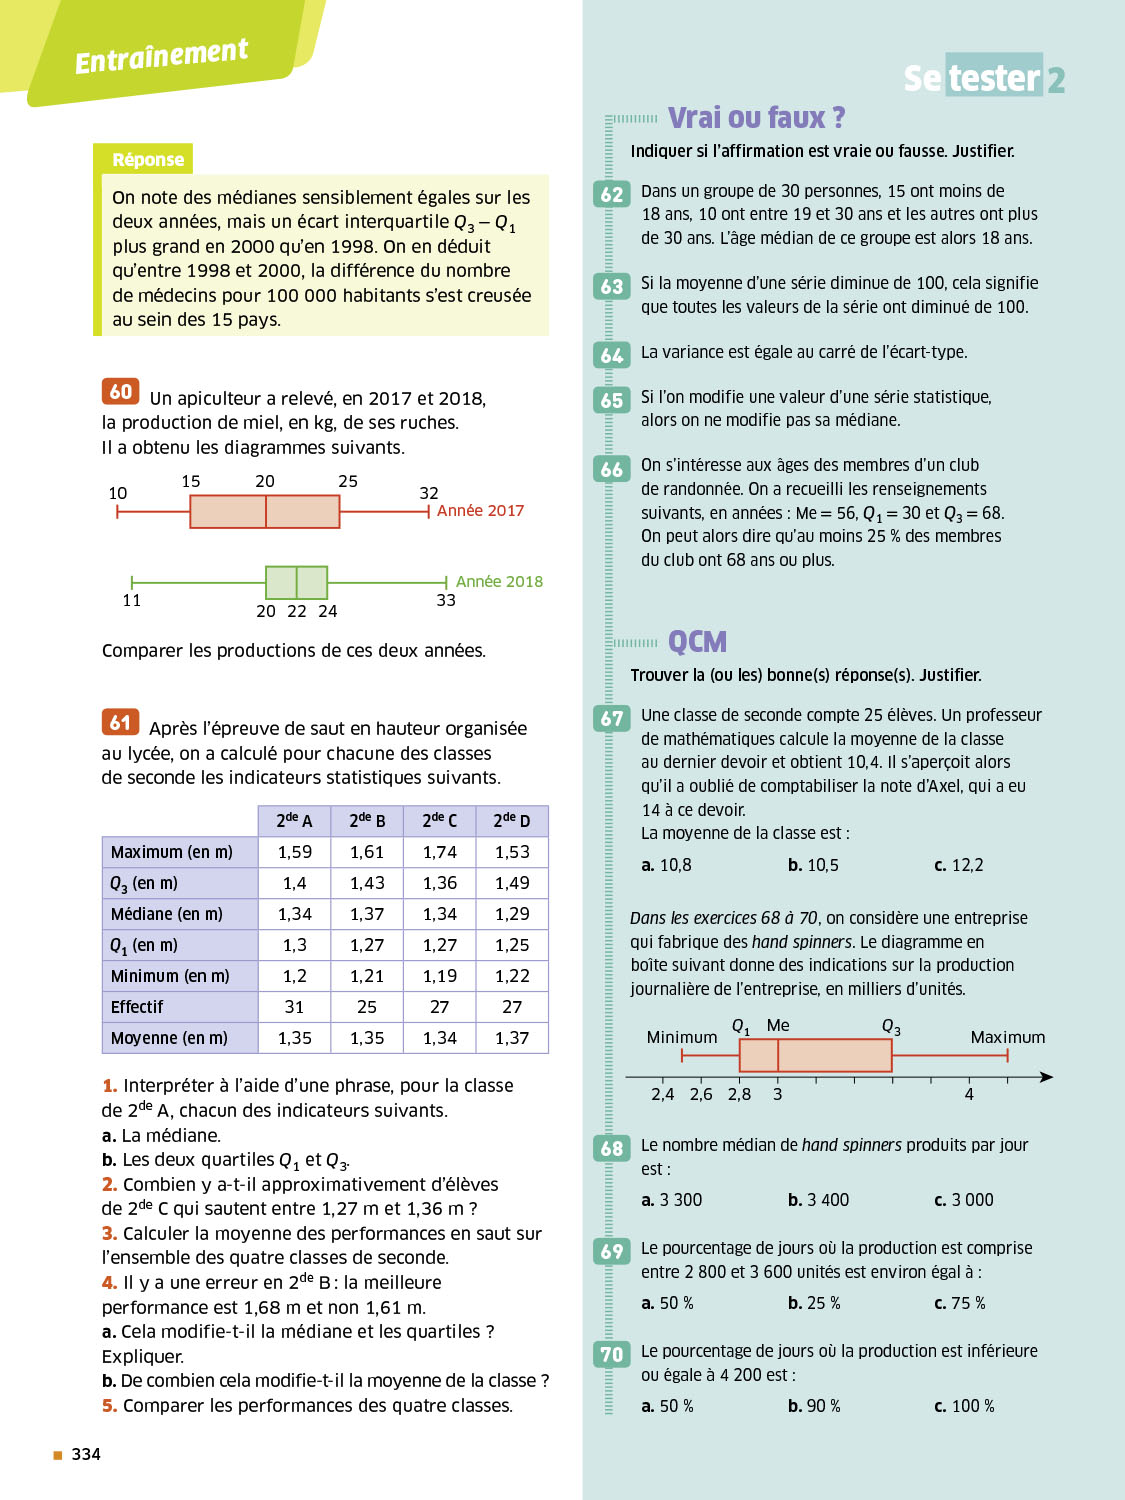 Entraînement
Réponse
On note des médianes sensiblement égales sur les
deux années, mais un écart interquartile Q3 – Q1
plus grand en 2000 qu’en 1998. On en déduit
qu’entre 1998 et 2000, la différence du nombre
de médecins pour 100 000 habitants s’est creusée
au sein des 15 pays.
60 Un apiculteur a relevé, en 2017 et 2018,
la production de miel, en kg, de ses ruches.
Il a obtenu les diagrammes suivants.
10 15 20 25 32
Année 2017
Année 2018
11 20 22 24 33
Comparer les productions de ces deux années.
61 Après l’épreuve de saut en hauteur organisée
au lycée, on a calculé pour chacune des classes
de seconde les indicateurs statistiques suivants.
2de A 2de B 2de C 2de D
Maximum (en m) 1,59 1,61 1,74 1,53
Q3 (en m) 1,4 1,43 1,36 1,49
Médiane (en m) 1,34 1,37 1,34 1,29
Q1 (en m) 1,3 1,27 1,27 1,25
Minimum (en m) 1,2 1,21 1,19 1,22
Effectif 31 25 27 27
Moyenne (en m) 1,35 1,35 1,34 1,37
1. Interpréter à l’aide d’une phrase, pour la classe
de 2de A, chacun des indicateurs suivants.
a. La médiane.
b. Les deux quartiles Q1 et Q3.
2. Combien y a-t-il approximativement d’élèves
de 2de C qui sautent entre 1,27 m et 1,36 m ?
3. Calculer la moyenne des performances en saut sur
l’ensemble des quatre classes de seconde.
4. Il y a une erreur en 2de B : la meilleure
performance est 1,68 m et non 1,61 m.
a. Cela modifie-t-il la médiane et les quartiles ?
Expliquer.
b. De combien cela modifie-t-il la moyenne de la classe ?
5. Comparer les performances des quatre classes.
334
Se tester 2
Vrai ou faux ?
Indiquer si l’affirmation est vraie ou fausse. Justifier.
62 Dans un groupe de 30 personnes, 15 ont moins de
18 ans, 10 ont entre 19 et 30 ans et les autres ont plus
de 30 ans. L’âge médian de ce groupe est alors 18 ans.
63 Si la moyenne d’une série diminue de 100, cela signifie
que toutes les valeurs de la série ont diminué de 100.
64 La variance est égale au carré de l’écart-type.
65 Si l’on modifie une valeur d’une série statistique,
alors on ne modifie pas sa médiane.
66 On s’intéresse aux âges des membres d’un club
de randonnée. On a recueilli les renseignements
suivants, en années : Me = 56, Q1 = 30 et Q3 = 68.
On peut alors dire qu’au moins 25 % des membres
du club ont 68 ans ou plus.
QCM
Trouver la (ou les) bonne(s) réponse(s). Justifier.
67 Une classe de seconde compte 25 élèves. Un professeur
de mathématiques calcule la moyenne de la classe
au dernier devoir et obtient 10,4. Il s’aperçoit alors
qu’il a oublié de comptabiliser la note d’Axel, qui a eu
14 à ce devoir.
La moyenne de la classe est :
a. 10,8 b. 10,5 c. 12,2
Dans les exercices 68 à 70, on considère une entreprise
qui fabrique des hand spinners. Le diagramme en
boîte suivant donne des indications sur la production
journalière de l’entreprise, en milliers d’unités.
Minimum Q1 Me Q3 Maximum
2,4 2,6 2,8 3 4
68 Le nombre médian de hand spinners produits par jour
est :
a. 3 300 b. 3 400 c. 3 000
69 Le pourcentage de jours où la production est comprise
entre 2 800 et 3 600 unités est environ égal à :
a. 50 % b. 25 % c. 75 %
70 Le pourcentage de jours où la production est inférieure
ou égale à 4 200 est :
a. 50 % b. 90 % c. 100 %